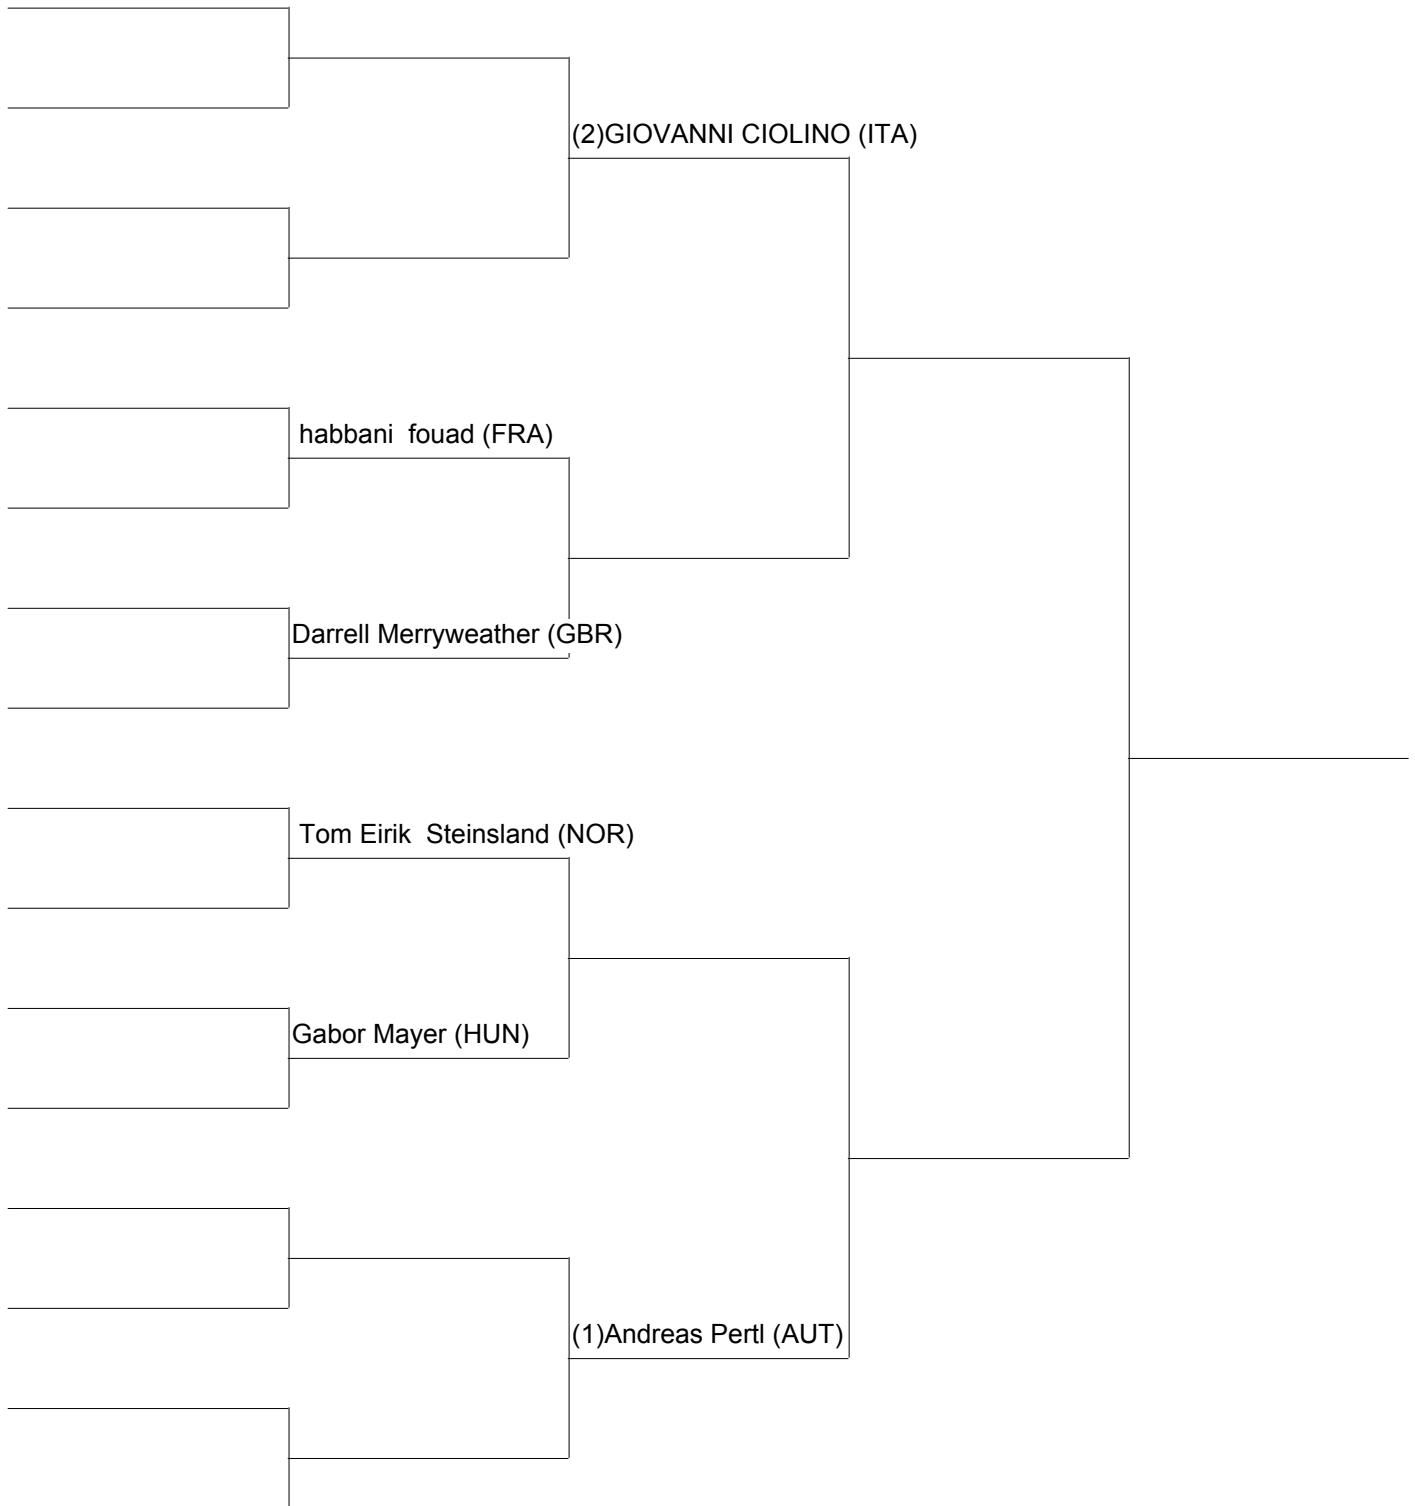 (2)GIOVANNI CIOLINO (ITA)
habbani  fouad (FRA)
Darrell Merryweather (GBR)
Tom Eirik  Steinsland (NOR)
Gabor Mayer (HUN)
(1)Andreas Pertl (AUT)